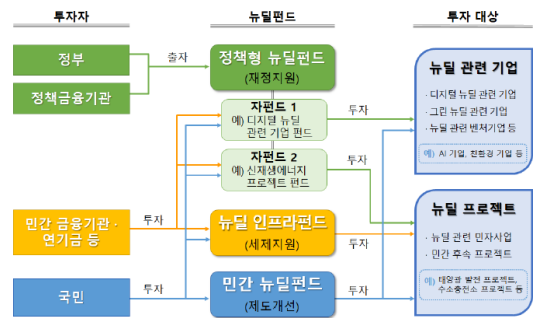 투자자
뉴딜펀드
투자 대상
정부
정책금융기관
출자
정책형 뉴딜펀드
(재정지원)
자펀드 1
예) 디지털 뉴딜
관련 기업 펀드
투자
자펀드 2
예) 신재생에너지
프로젝트 펀드
투자
뉴딜 관련 기업
· 디지털 뉴딜 관련 기업
· 그린 뉴딜 관련 기업
· 뉴딜 관련 벤처기업 등
예) AI 기업, 친환경 기업 등
민간 금융기관·
연기금 등
투자
뉴딜 인프라펀드
(세제지원)
투자
뉴딜 프로젝트
· 뉴딜 관련 민자사업
· 민간 후속 프로젝트
예) 태양광 발전 프로젝트,
수소충전소 프로젝트 등
국민
투자
민간 뉴딜펀드
(제도개선)
투자